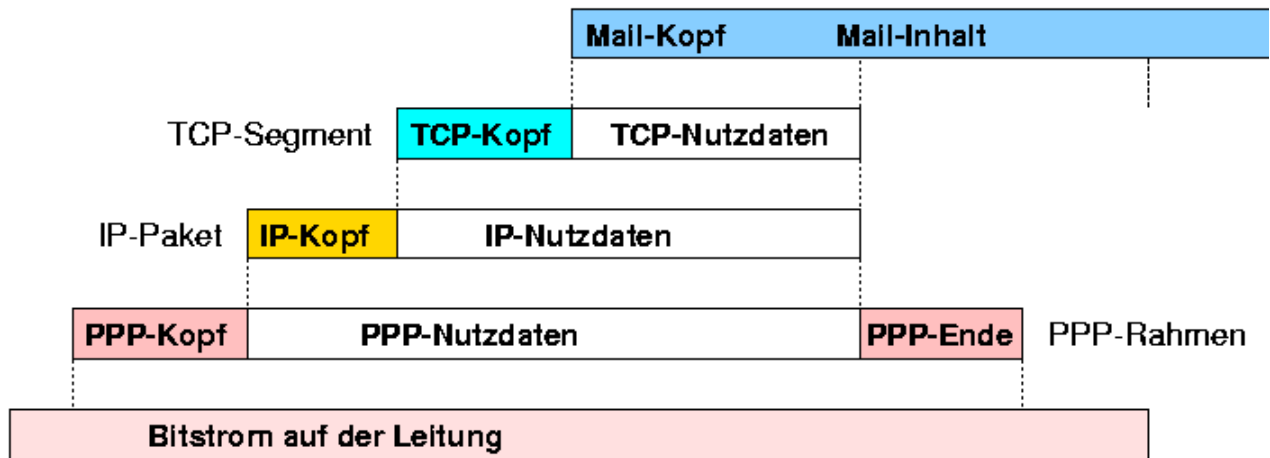 Mail-Kopf Mail-Inhalt
TCP-Segment TCP-Kopf TCP-Nutzdaten
IP-Paket IP-Kopf IP-Nutzdaten
PPP-Kopf PPP-Nutzdaten PPP-Ende PPP-Rahmen
Bitstrom auf der Leitung